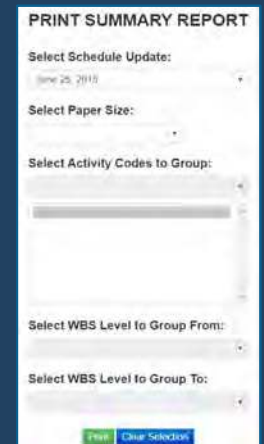 PRINT SUMMARY REPORT
Select Schedule Update:
June 25, 2015
Select Paper Size:
Select Activity Codes to Group:
Select WBS Level to Group From:
Select WBS Level to Group To:
Print Clear Selection